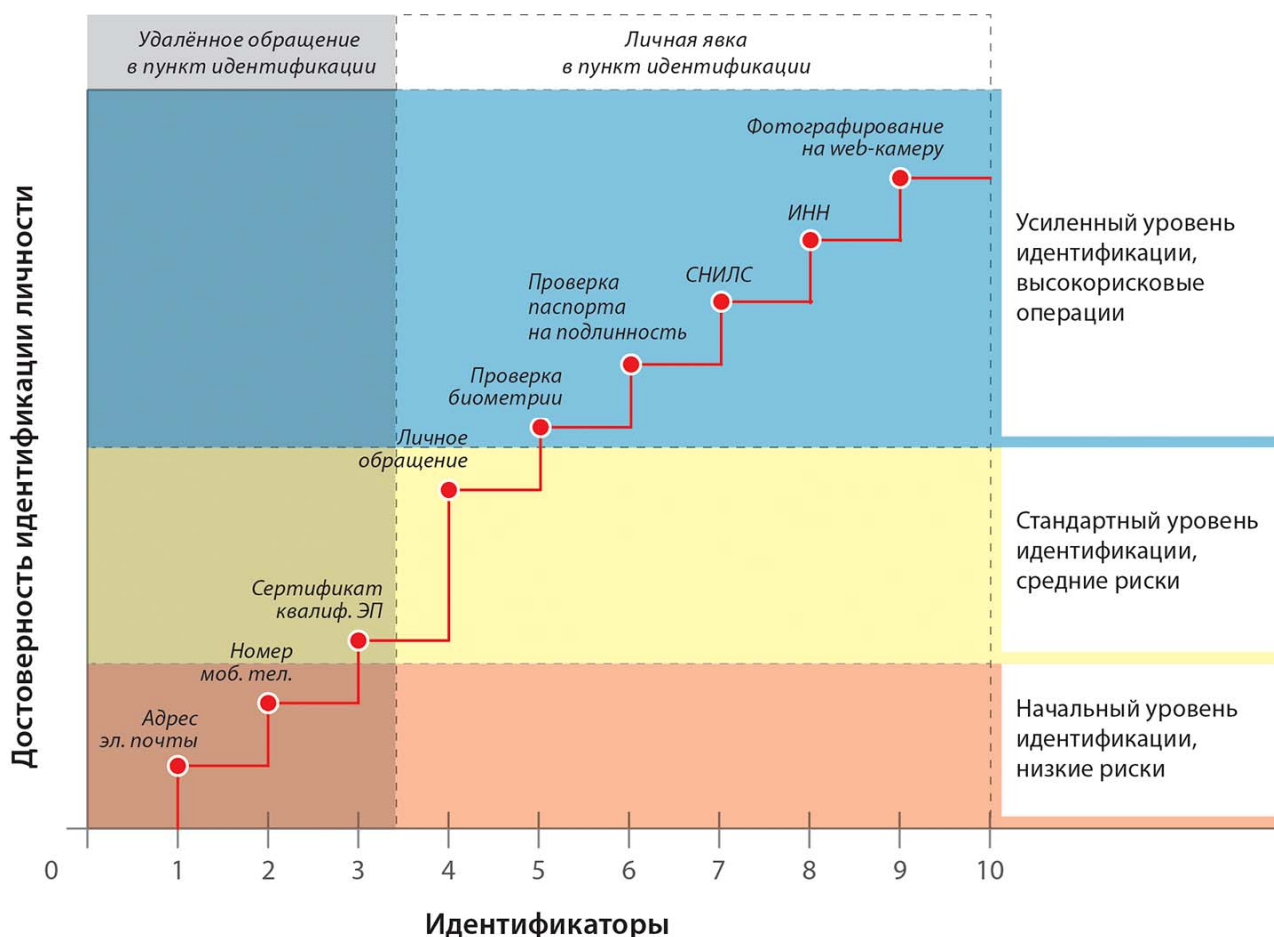 Удалённое обращение
в пункт идентификации
Личная явка
в пункт идентификации
Достоверность идентификации личности
Фотографирование
на web-камеру
ИНН
СНИЛС
Проверка
паспорта
на подлинность
Проверка
биометрии
Личное
обращение
Сертификат
квалиф. ЭП
Номер
моб. тел.
Адрес
эл. почты
Усиленный уровень
идентификации,
высокорисковые
операции
Стандартный уровень
идентификации,
средние риски
Начальный уровень
идентификации,
низкие риски
0 1 2 3 4 5 6 7 8 9 10
Идентификаторы